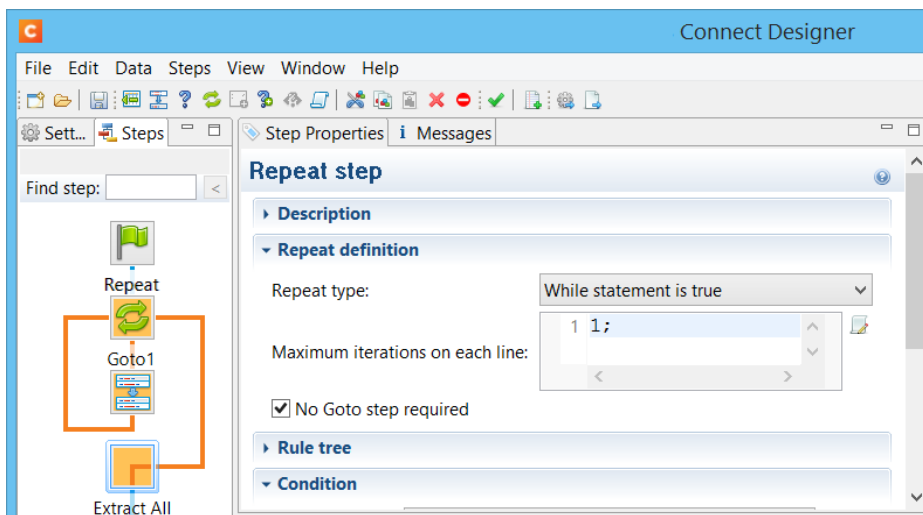 Connect Designer
File Edit Data Steps View Window Help
Sett... Steps Step Properties i Messages
Repeat step
Find step: <
Description
Repeat definition
Repeat
Repeat type: While statement is true
1 1;
Goto1
Maximum iterations on each line:
No Goto step required
Rule tree
Condition
Extract All